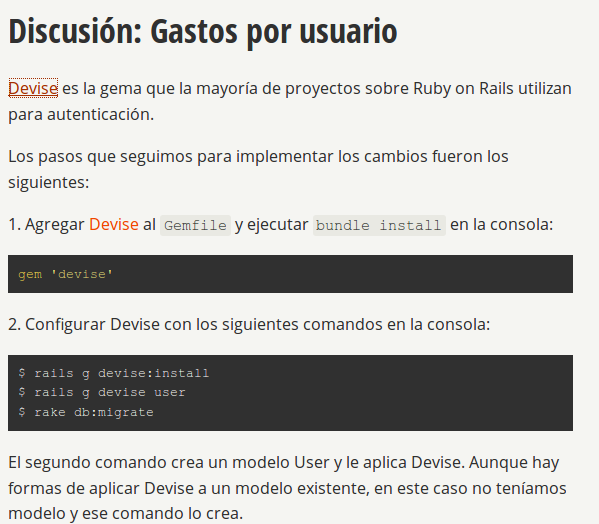 Discusión: Gastos por usuario
Devise es la gema que la mayoría de proyectos sobre Ruby on Rails utilizan
para autenticación.
Los pasos que seguimos para implementar los cambios fueron los
siguientes:
1. Agregar Devise al Gemfile y ejecutar bundle install en la consola:
gem 'devise'
2. Configurar Devise con los siguientes comandos en la consola:
$ rails g devise:install
$ rails g devise user
$ rake db:migrate
El segundo comando crea un modelo User y le aplica Devise. Aunque hay
formas de aplicar Devise a un modelo existente, en este caso no teníamos
modelo y ese comando lo crea.